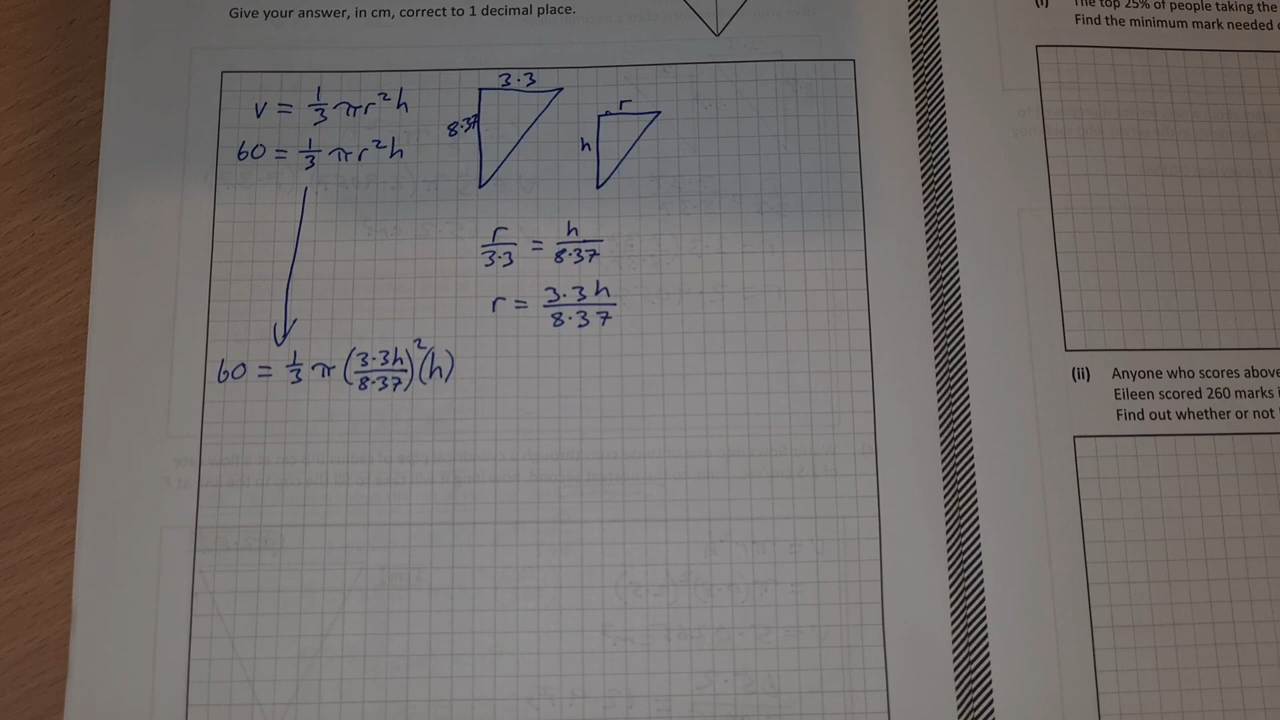 Give your answer, in cm, correct to 1 decimal place.
V = 1/3 πr²h
60 = 1/3 πr²h
3·3
8·37
r
h
r/3·3 = h/8·37
r = 3·3h/8·37
60 = 1/3 π (3·3h/8·37)² (h)
(i) The top 25% of people taking the
Find the minimum mark needed
(ii) Anyone who scores above
Eileen scored 260 marks
Find out whether or not